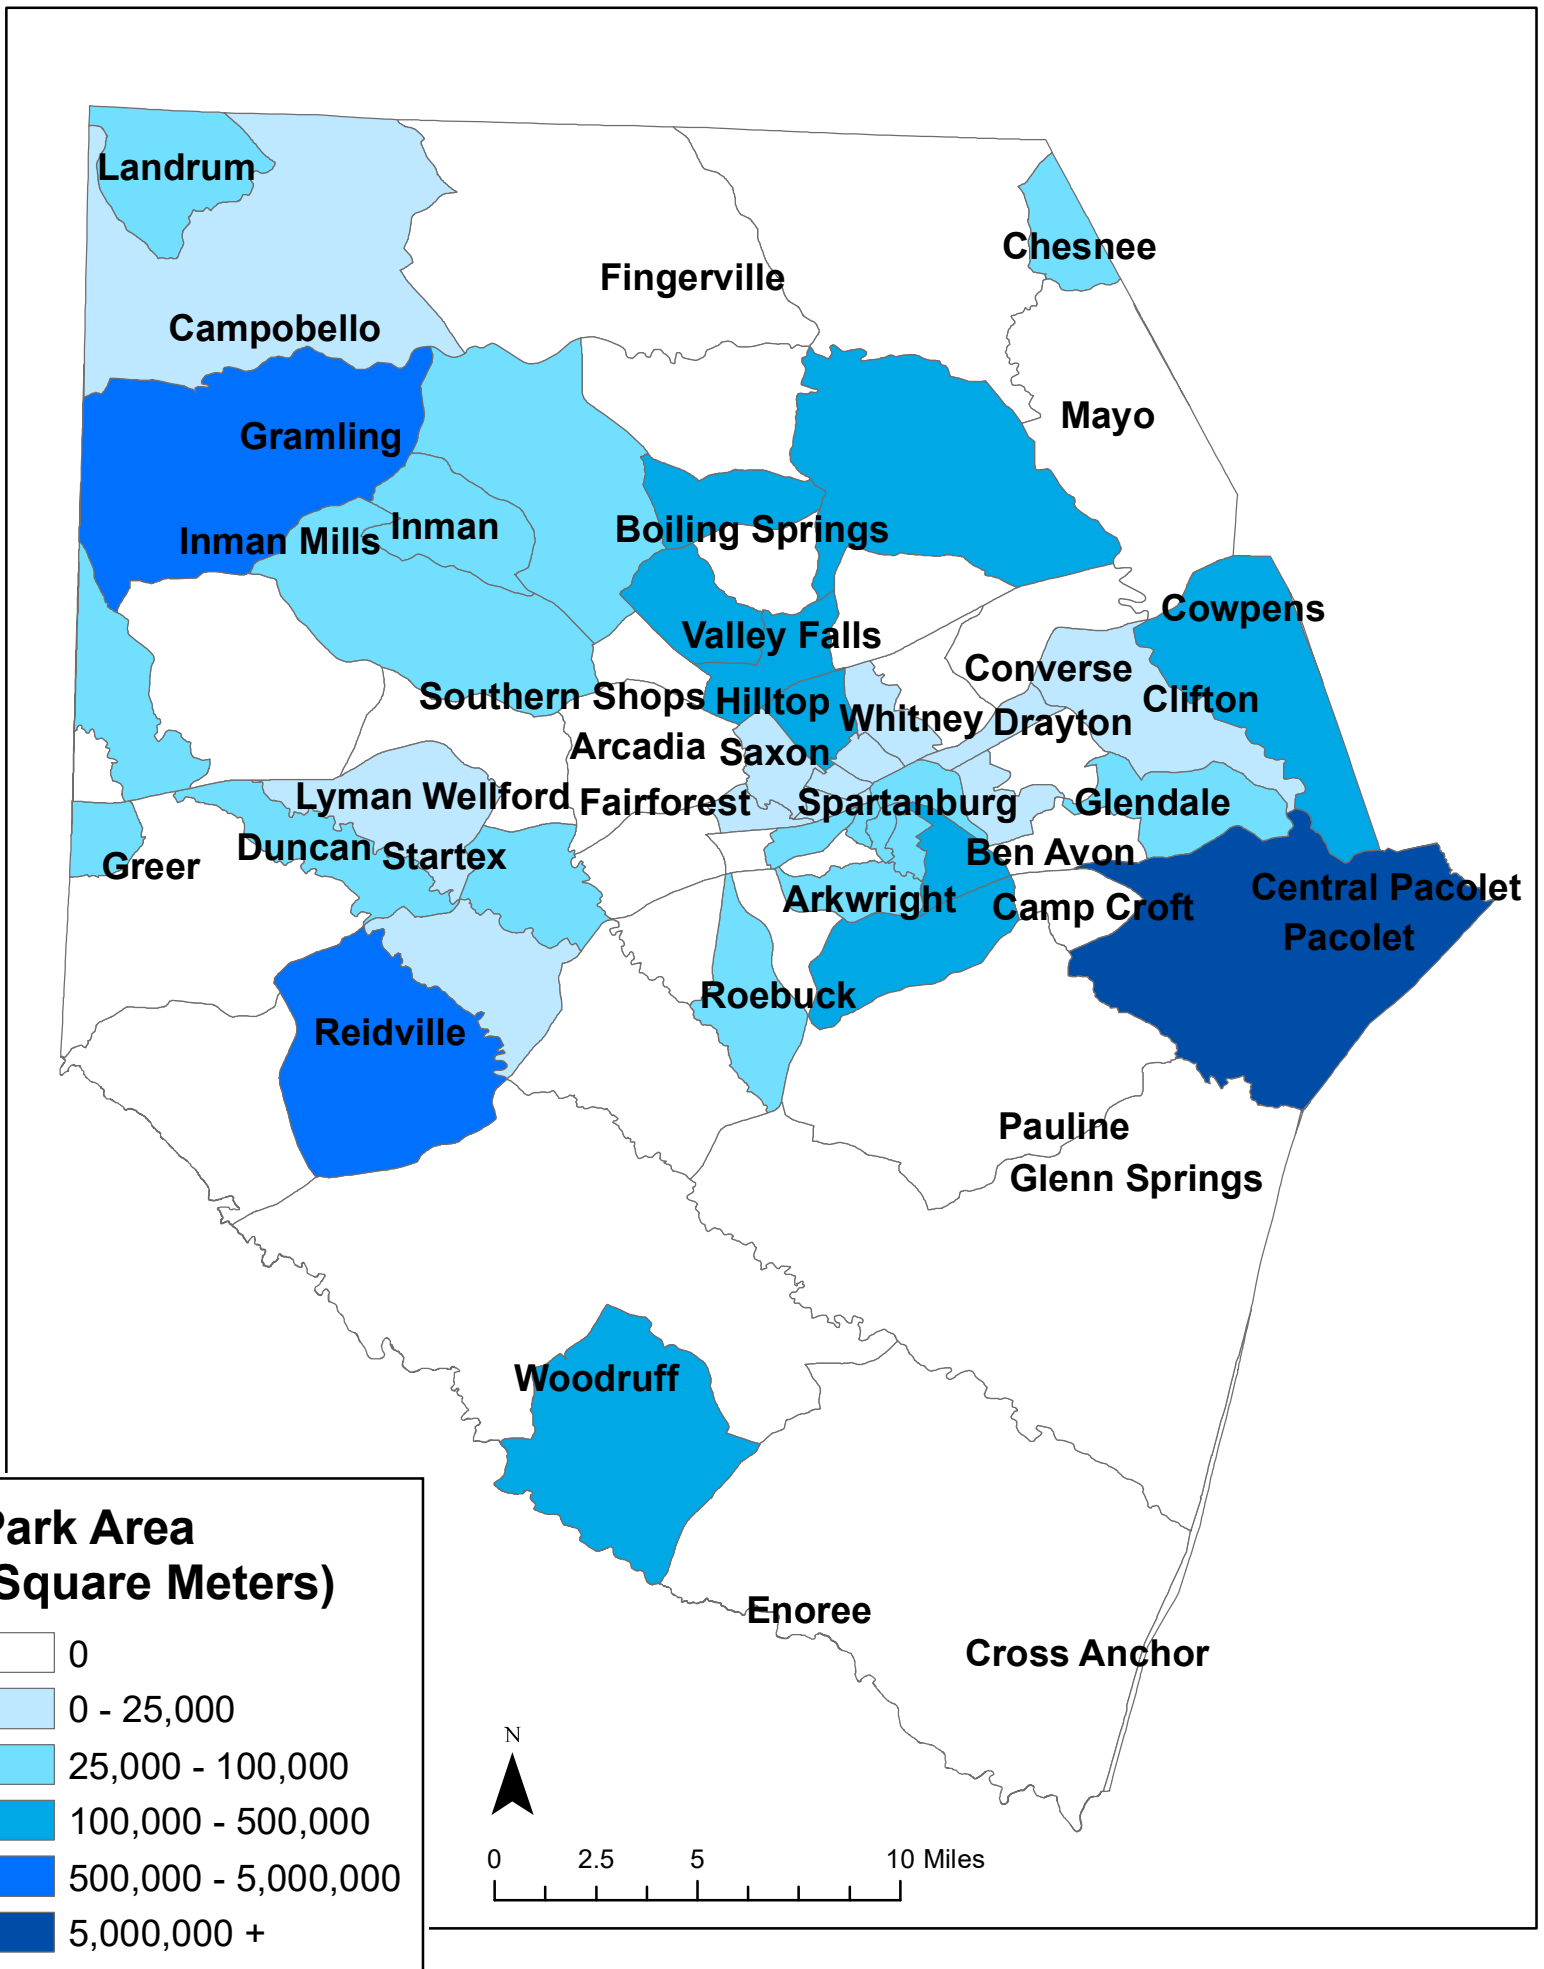 Landrum
Chesnee
Fingerville
Campobello
Mayo
Gramling
Inman
Boiling Springs
Inman Mills
Cowpens
Valley Falls
Converse
Southern Shops
Hilltop
Clifton
Whitney
Drayton
Arcadia
Saxon
Lyman
Wellford
Fairforest
Spartanburg
Glendale
Duncan
Startex
Ben Avon
Greer
Central Pacolet
Arkwright
Camp Croft
Pacolet
Roebuck
Reidville
Pauline
Glenn Springs
Woodruff
Enoree
Cross Anchor
Park Area
Square Meters)
0
0 - 25,000
25,000 - 100,000
100,000 - 500,000
500,000 - 5,000,000
5,000,000 +
N
0 2.5 5 10 Miles